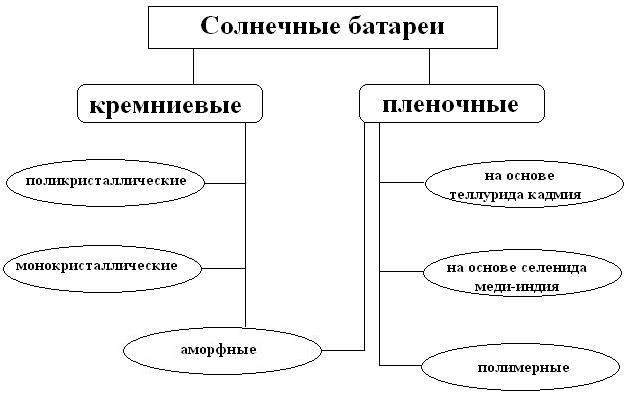 Солнечные батареи
кремниевые
пленочные
поликристаллические
монокристаллические
аморфные
на основе
теллурида кадмия
на основе селенида
меди-индия
полимерные